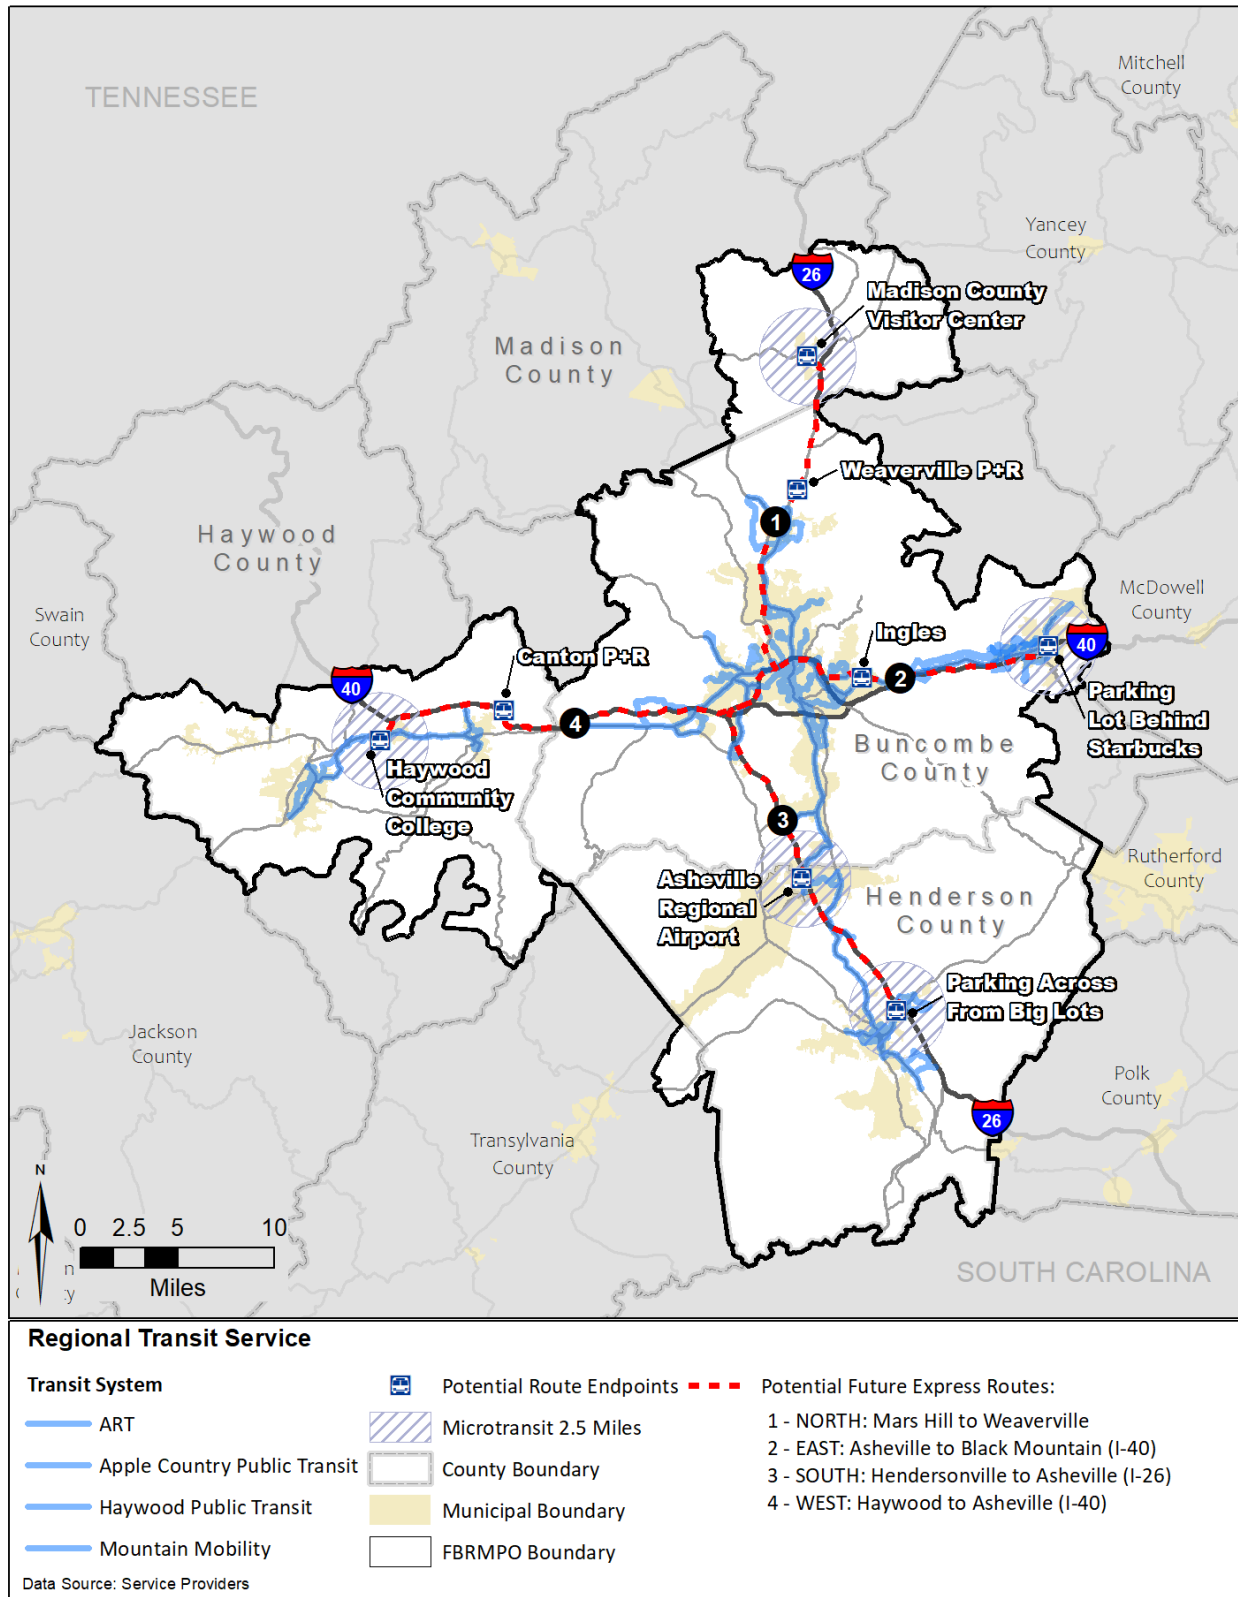 TENNESSEE
Mitchell
County
Yancey
County
26
Madison County
Visitor Center
Madison
County
Weaverville P+R
1
Haywood
County
Swain
County
McDowell
County
Ingles
40
Canton P+R
40
2
Parking
Lot Behind
Starbucks
4
Buncombe
County
Haywood
Community
College
3
Rutherford
County
Asheville
Regional
Airport
Henderson
County
Parking Across
From Big Lots
Jackson
County
Polk
County
26
Transylvania
County
N
0 2.5 5 10
Miles
SOUTH CAROLINA
Regional Transit Service
Transit System
ART
Apple Country Public Transit
Haywood Public Transit
Mountain Mobility
Data Source: Service Providers
Potential Route Endpoints
Microtransit 2.5 Miles
County Boundary
Municipal Boundary
FBRMPO Boundary
Potential Future Express Routes:
1 - NORTH: Mars Hill to Weaverville
2 - EAST: Asheville to Black Mountain (I-40)
3 - SOUTH: Hendersonville to Asheville (I-26)
4 - WEST: Haywood to Asheville (I-40)